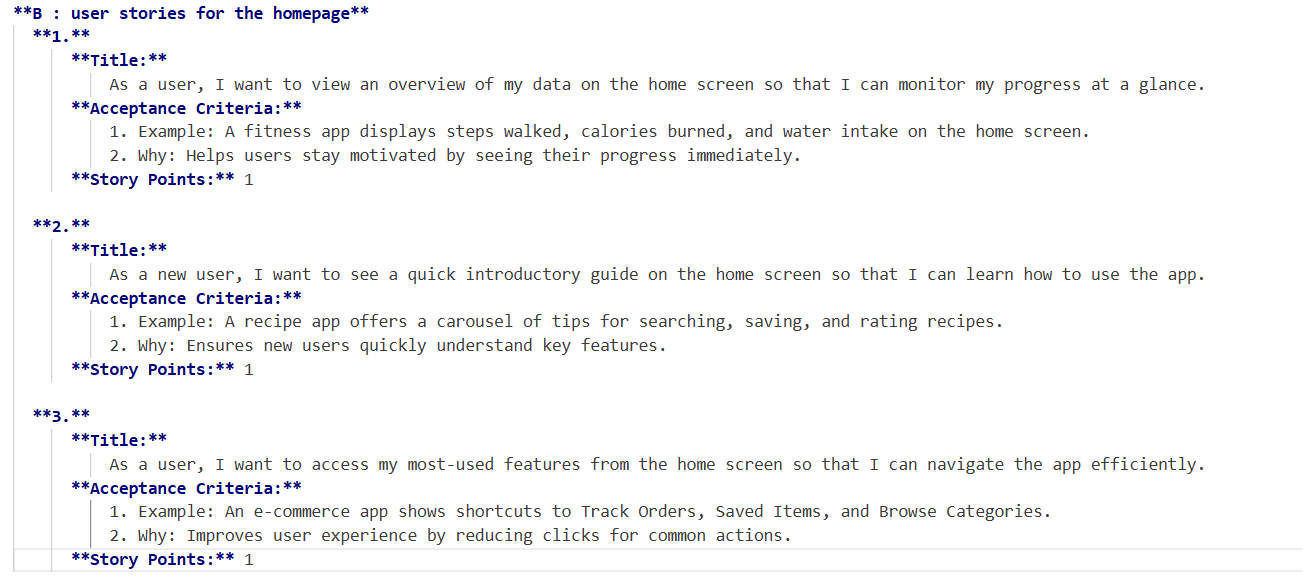 **B : user stories for the homepage**
**1.**
**Title:**
As a user, I want to view an overview of my data on the home screen so that I can monitor my progress at a glance.
**Acceptance Criteria:**
1. Example: A fitness app displays steps walked, calories burned, and water intake on the home screen.
2. Why: Helps users stay motivated by seeing their progress immediately.
**Story Points:** 1
**2.**
**Title:**
As a new user, I want to see a quick introductory guide on the home screen so that I can learn how to use the app.
**Acceptance Criteria:**
1. Example: A recipe app offers a carousel of tips for searching, saving, and rating recipes.
2. Why: Ensures new users quickly understand key features.
**Story Points:** 1
**3.**
**Title:**
As a user, I want to access my most-used features from the home screen so that I can navigate the app efficiently.
**Acceptance Criteria:**
1. Example: An e-commerce app shows shortcuts to Track Orders, Saved Items, and Browse Categories.
2. Why: Improves user experience by reducing clicks for common actions.
**Story Points:** 1